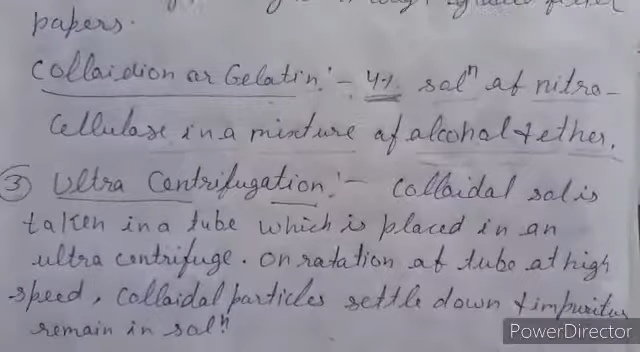 papers.
Collaidion or Gelatin:- 4% solⁿ of nitro-
cellulose in a mixture of alcohol & ether.
③ Ultra Centrifugation:- Colloidal sol is
taken in a tube which is placed in an
ultra centrifuge. On ratation of tube at high
speed, Colloidal particles settle down & impurities
remain in solⁿ
PowerDirector